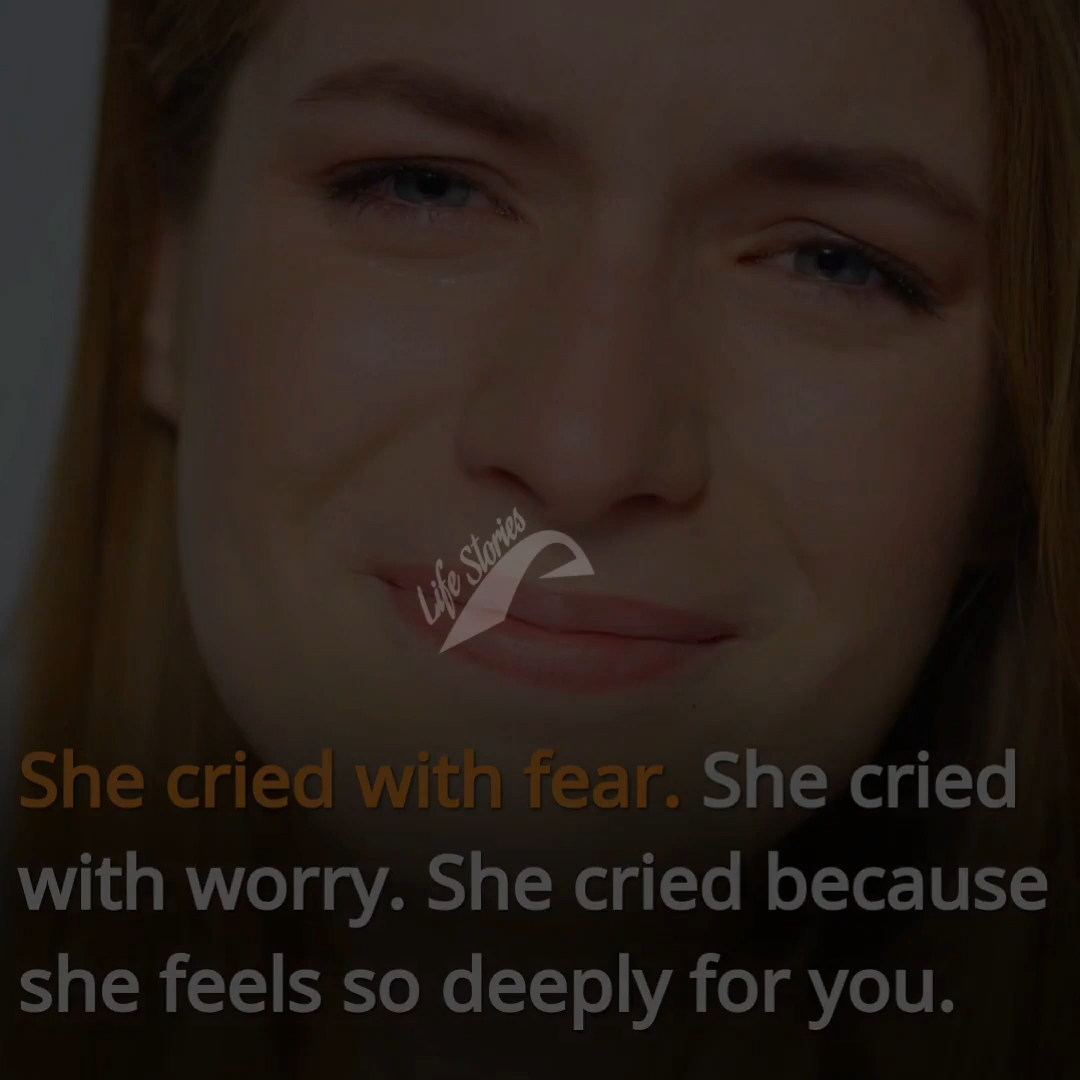 Life Stories
She cried with fear. She cried
with worry. She cried because
she feels so deeply for you.